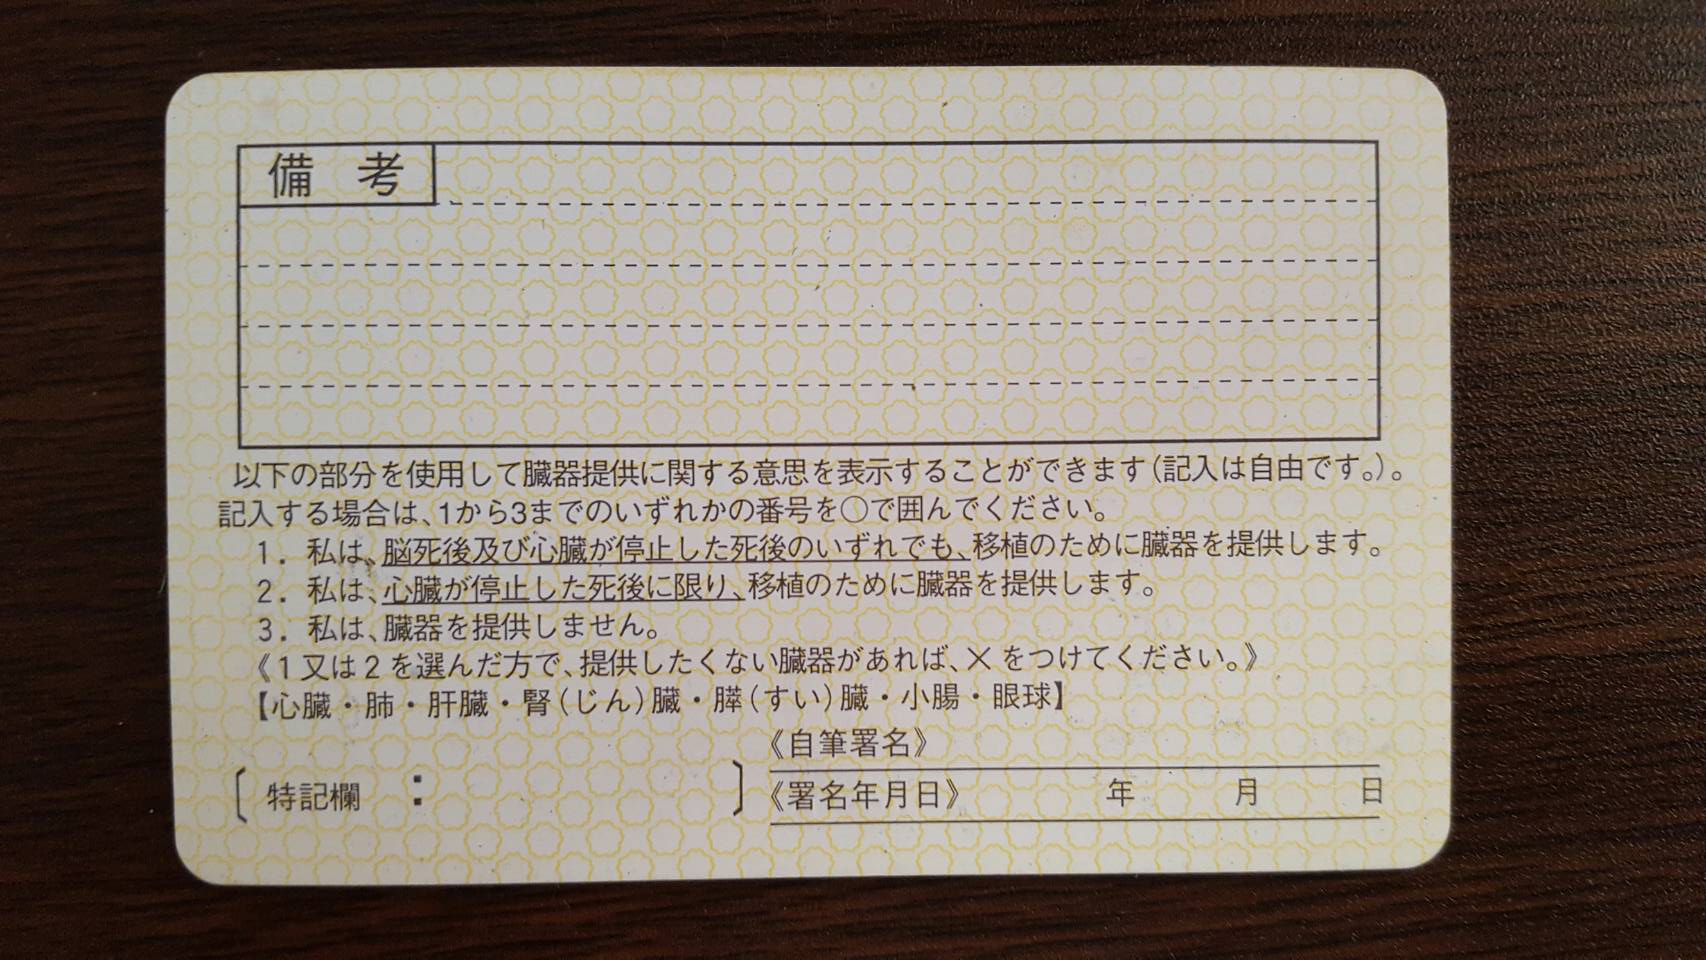 備 考
以下の部分を使用して臓器提供に関する意思を表示することができます(記入は自由です。)。
記入する場合は、1から3までのいずれかの番号を○で囲んでください。
1. 私は、脳死後及び心臓が停止した死後のいずれでも、移植のために臓器を提供します。
2. 私は、心臓が停止した死後に限り、移植のために臓器を提供します。
3. 私は、臓器を提供しません。
《1又は2を選んだ方で、提供したくない臓器があれば、×をつけてください。》
【心臓・肺・肝臓・腎(じん)臓・膵(すい)臓・小腸・眼球】
《自筆署名》
〔特記欄 : 〕
《署名年月日》 年 月 日